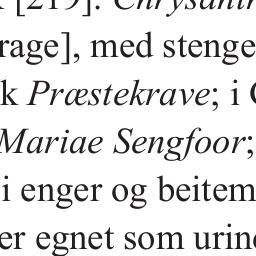 [219]. Chrysanth
rage], med stenge
k Præstekrave; i
Mariae Sengfoor;
i enger og beitem
er egnet som urin